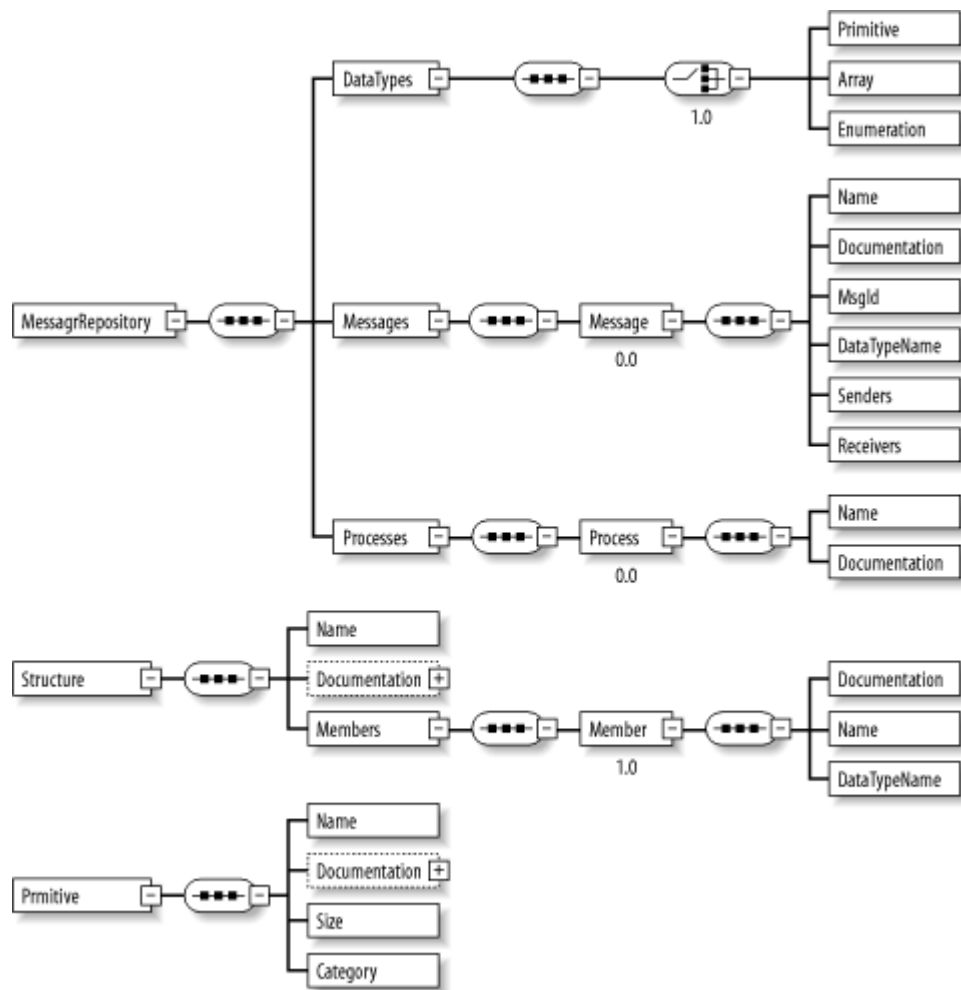 Primitive
DataTypes
Array
1.0
Enumeration
Name
Documentation
MsgId
MessagrRepository
Messages
Message
DataTypeName
0.0
Senders
Receivers
Name
Processes
Process
Documentation
0.0
Name
Structure
Documentation
Documentation
Members
Member
Name
1.0
DataTypeName
Name
Documentation
Prmitive
Size
Category